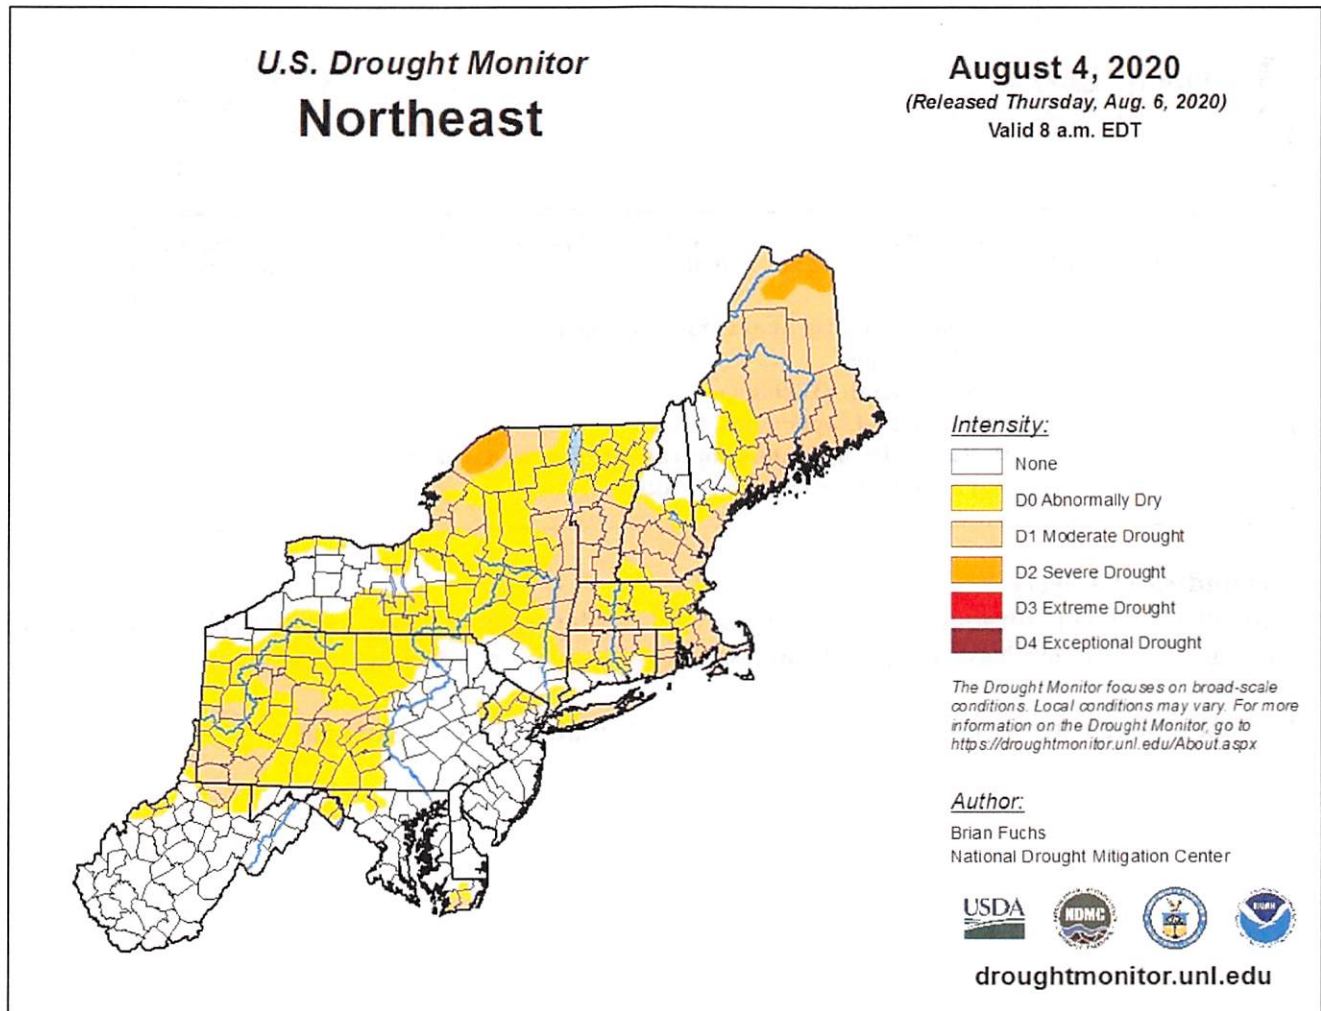 U.S. Drought Monitor
Northeast
August 4, 2020
(Released Thursday, Aug. 6, 2020)
Valid 8 a.m. EDT
Intensity:
None
D0 Abnormally Dry
D1 Moderate Drought
D2 Severe Drought
D3 Extreme Drought
D4 Exceptional Drought
The Drought Monitor focuses on broad-scale
conditions. Local conditions may vary. For more
information on the Drought Monitor, go to
https://droughtmonitor.unl.edu/About.aspx
Author:
Brian Fuchs
National Drought Mitigation Center
USDA
NDMC
NOAA
droughtmonitor.unl.edu